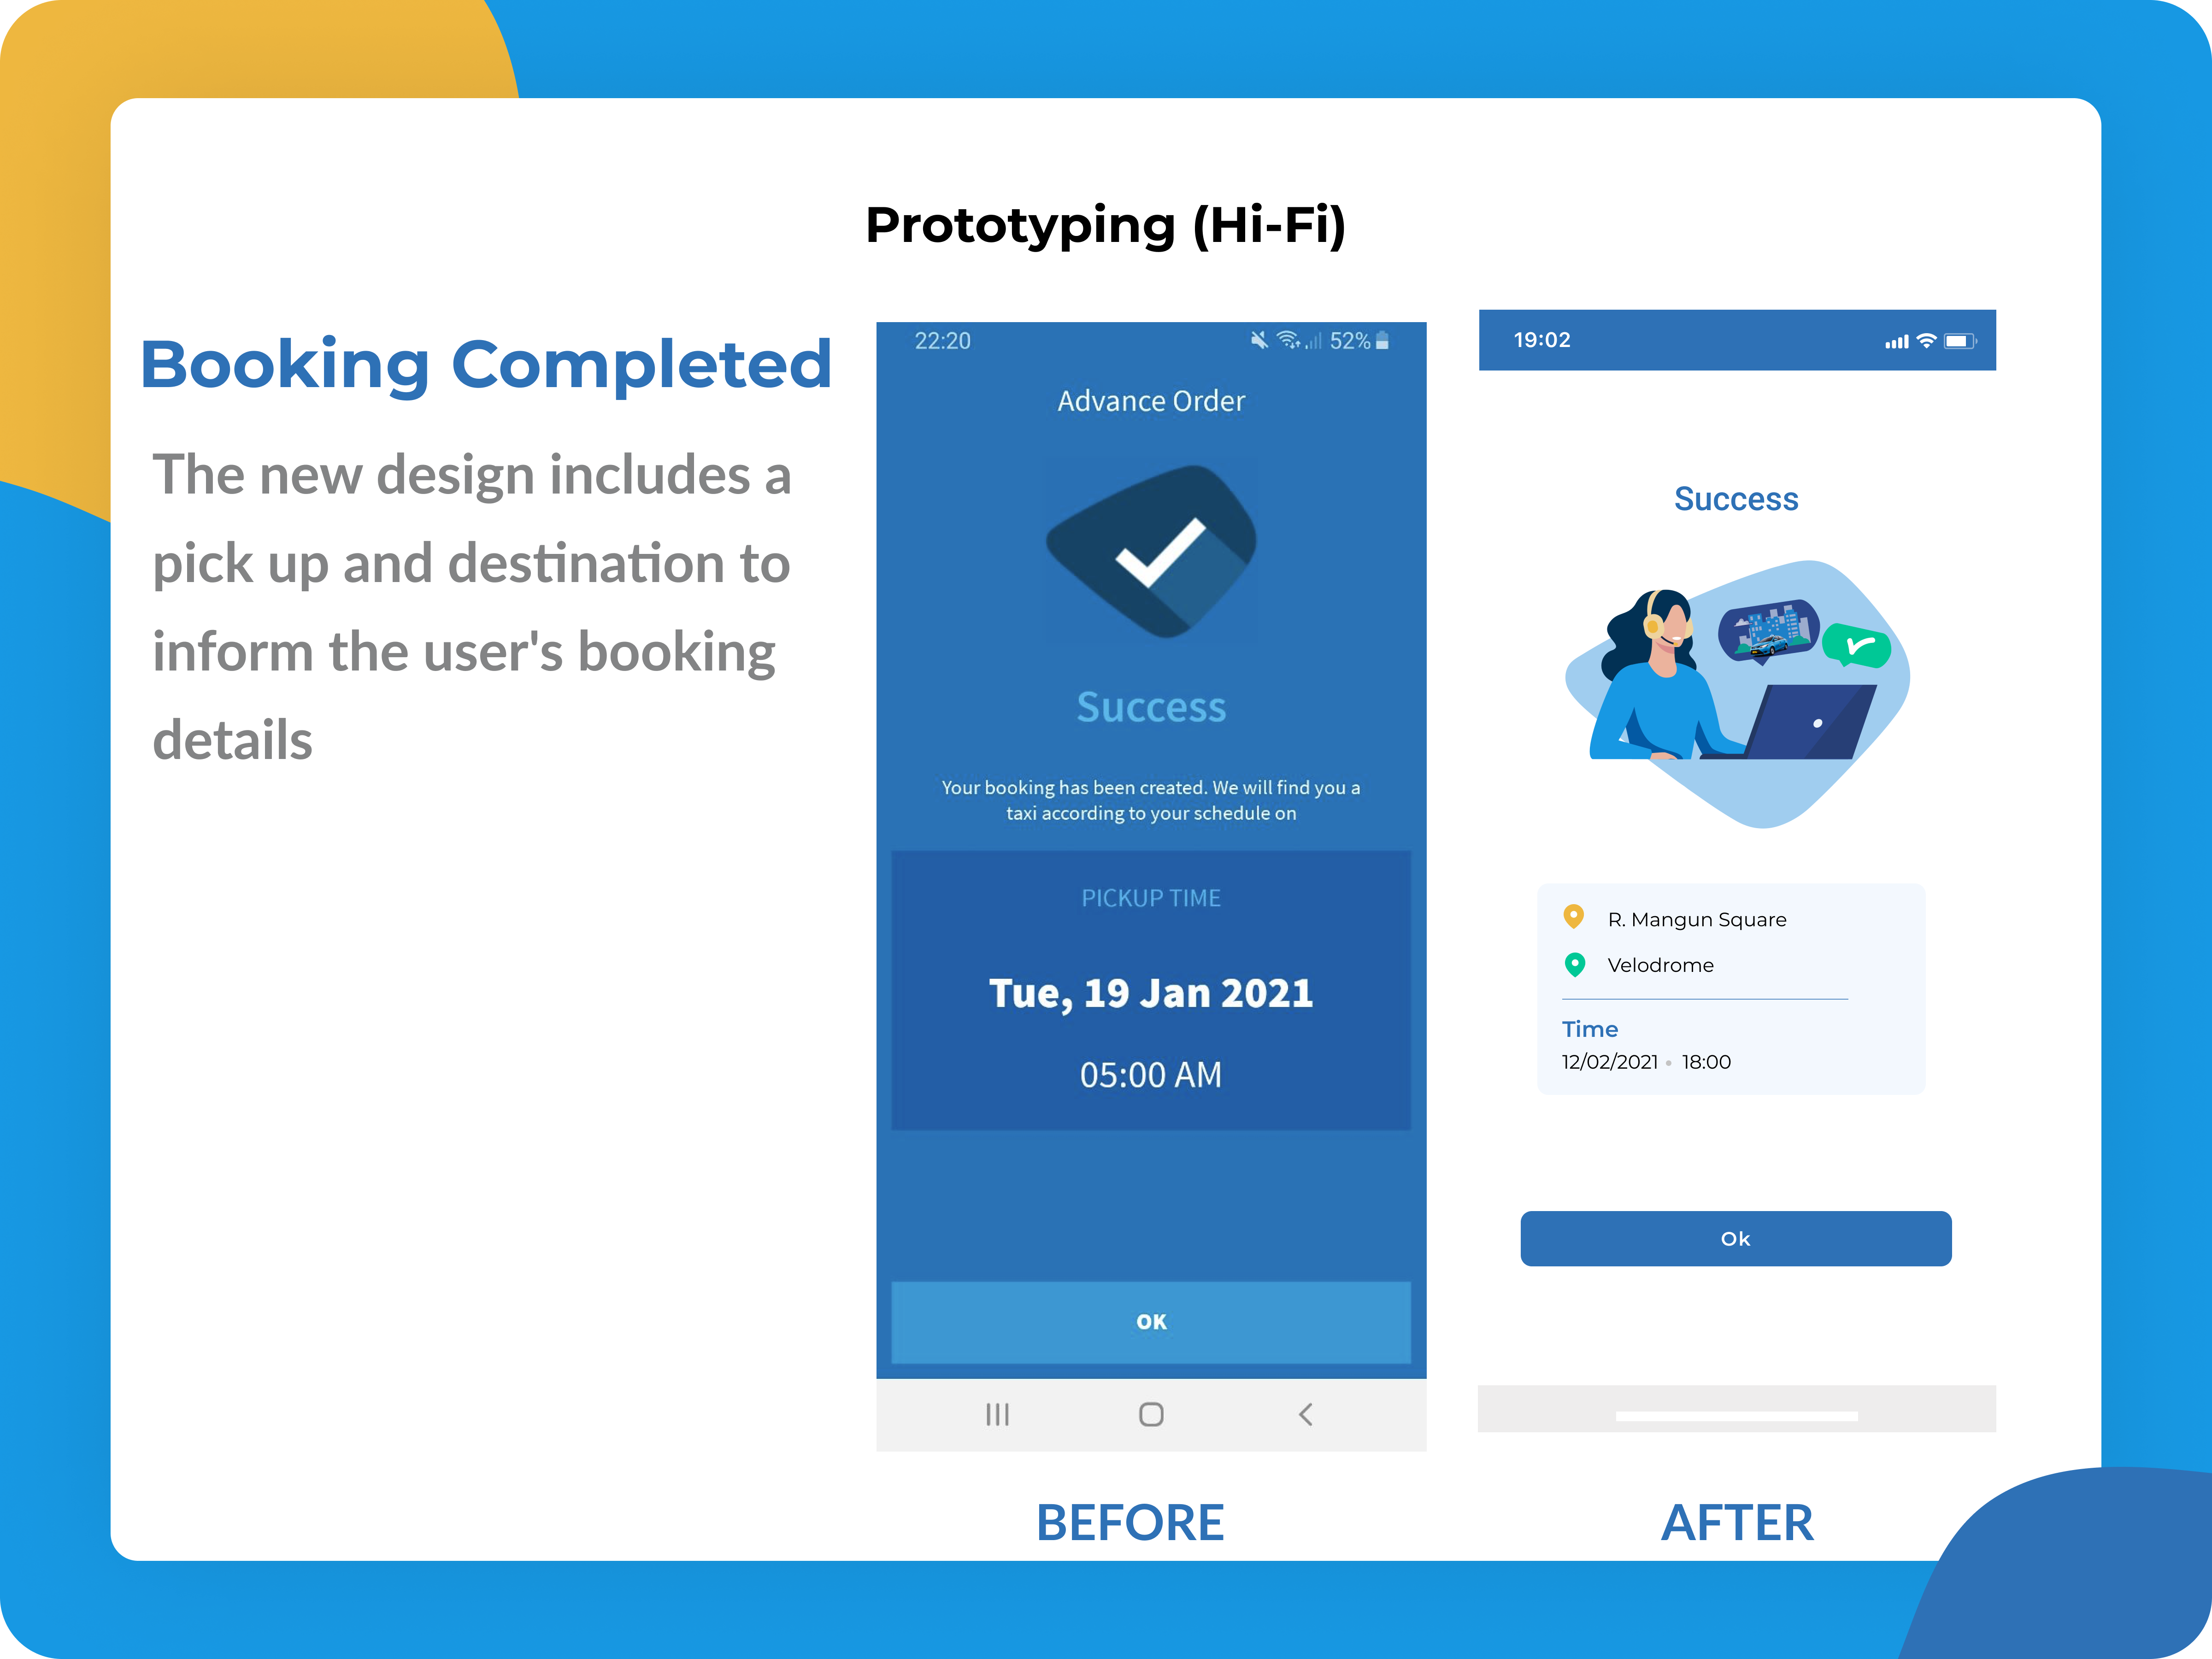 Prototyping (Hi-Fi)
Booking Completed
The new design includes a
pick up and destination to
inform the user's booking
details
22:20
52%
Advance Order
Success
Your booking has been created. We will find you a
taxi according to your schedule on
PICKUP TIME
Tue, 19 Jan 2021
05:00 AM
OK
BEFORE
19:02
Success
R. Mangun Square
Velodrome
Time
12/02/2021 • 18:00
Ok
AFTER